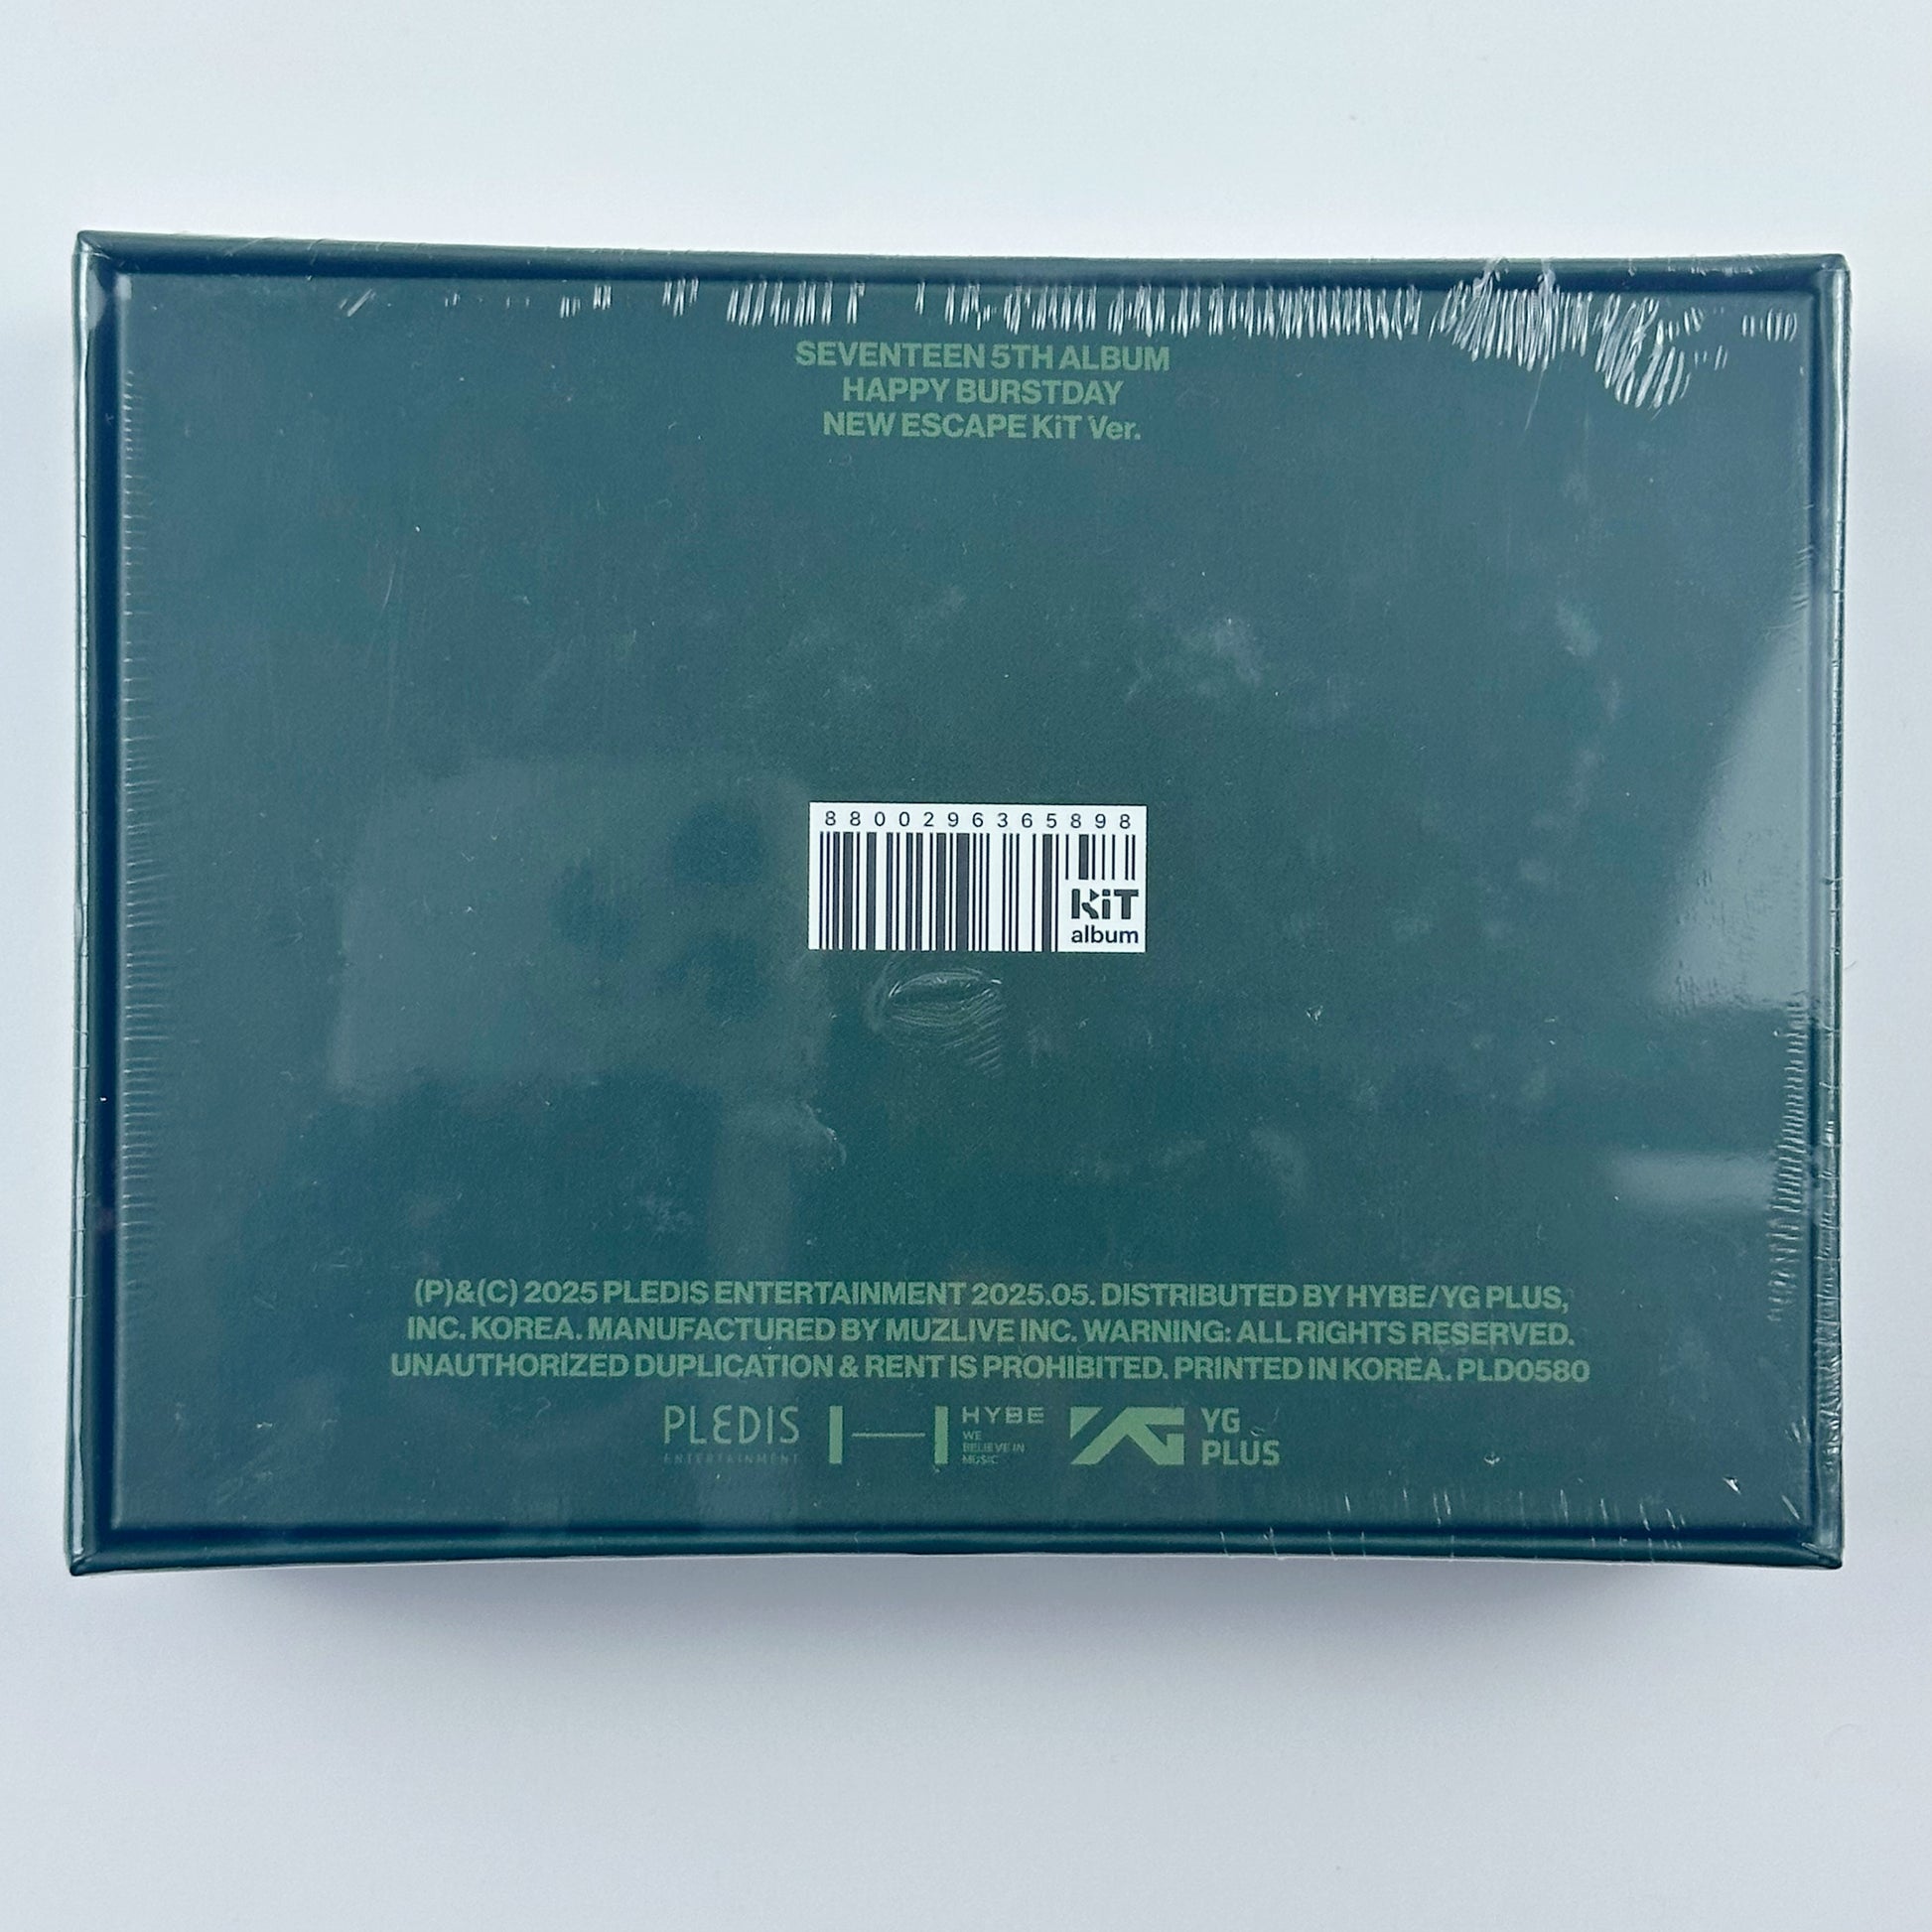 SEVENTEEN 5TH ALBUM
HAPPY BURSTDAY
NEW ESCAPE KiT Ver.
8800296365898
KiT
album
(P)&(C) 2025 PLEDIS ENTERTAINMENT 2025.05. DISTRIBUTED BY HYBE/YG PLUS,
INC. KOREA. MANUFACTURED BY MUZLIVE INC. WARNING: ALL RIGHTS RESERVED.
UNAUTHORIZED DUPLICATION & RENT IS PROHIBITED. PRINTED IN KOREA. PLD0580
PLEDIS
ENTERTAINMENT
HYBE
WE
BELIEVE IN
MUSIC
YG
YG
PLUS